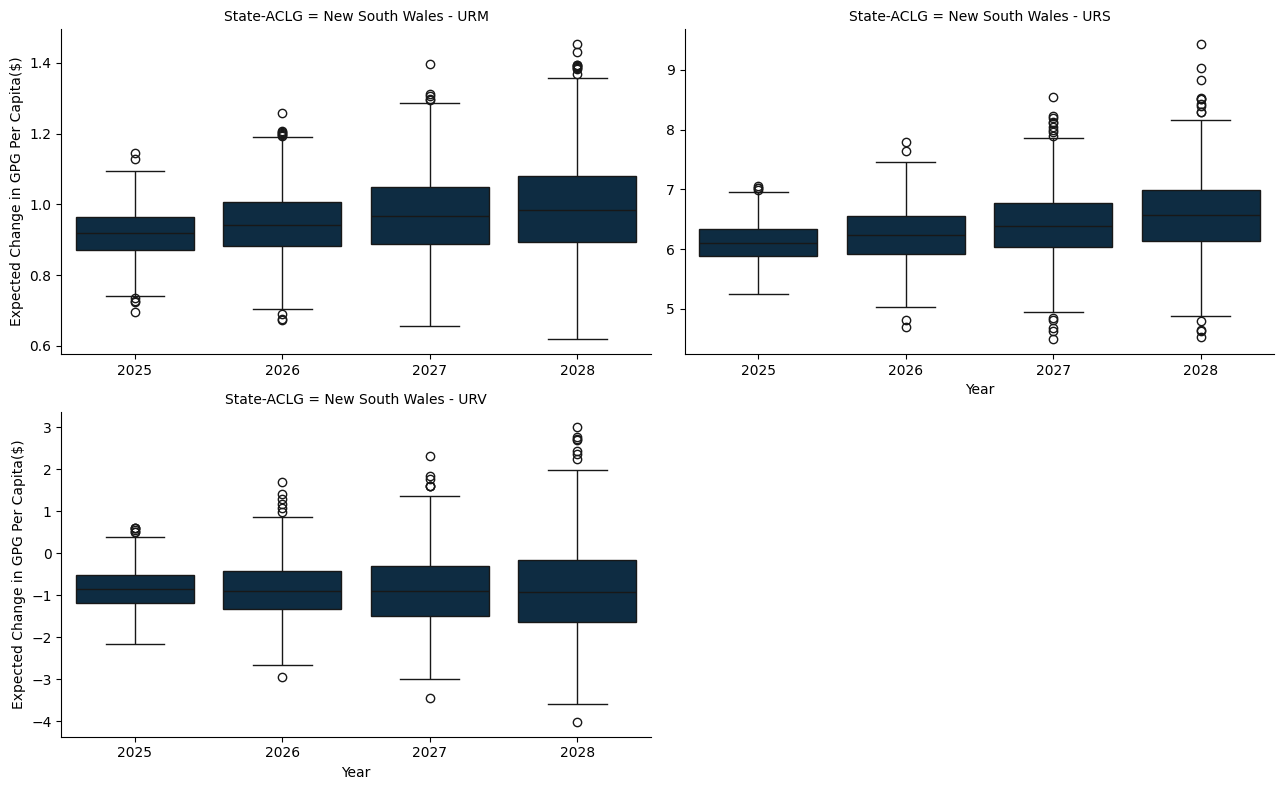 State-ACLG = New South Wales - URM
Expected Change in GPG Per Capita($)
1.4
1.2
1.0
0.8
0.6
2025 2026 2027 2028
State-ACLG = New South Wales - URS
9
8
7
6
5
2025 2026 2027 2028
Year
State-ACLG = New South Wales - URV
Expected Change in GPG Per Capita($)
3
2
1
0
−1
−2
−3
−4
2025 2026 2027 2028
Year